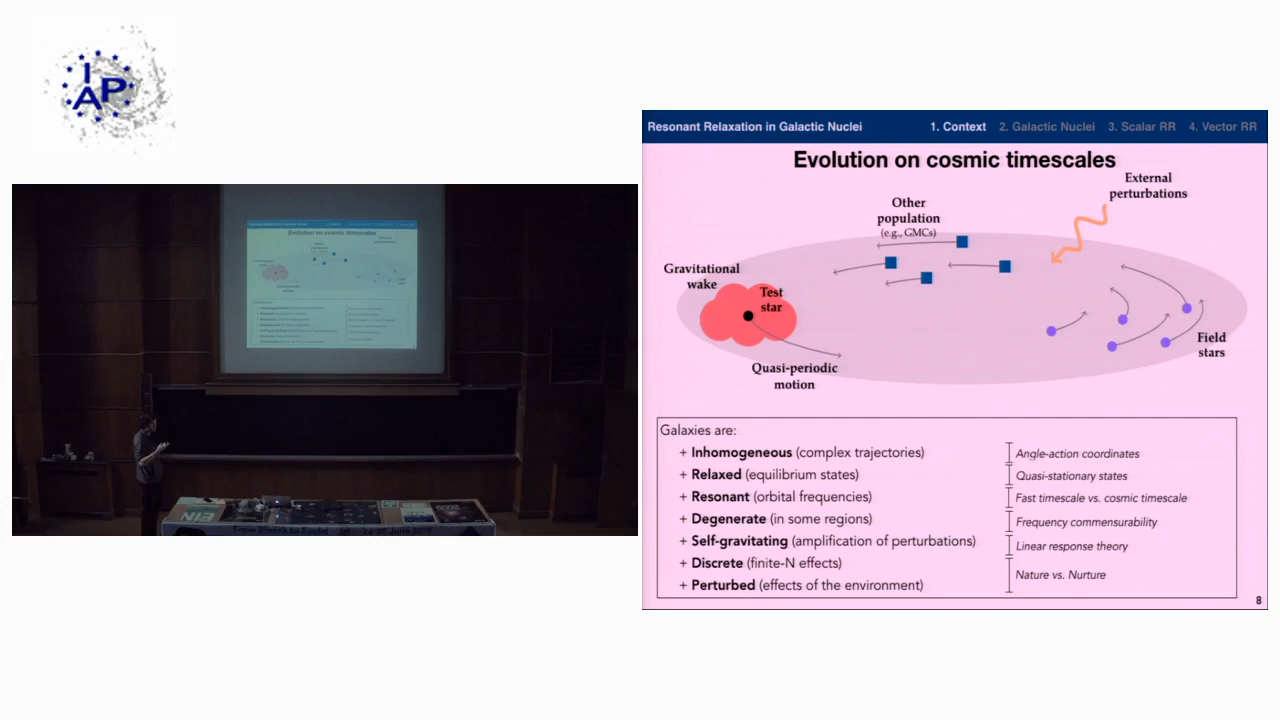 IAP
Resonant Relaxation in Galactic Nuclei 1. Context 2. Galactic Nuclei 3. Scalar RR 4. Vector RR
Evolution on cosmic timescales
External
perturbations
Other
population
(e.g., GMCs)
Gravitational
wake
Test
star
Quasi-periodic
motion
Field
stars
Galaxies are:
+ Inhomogeneous (complex trajectories)
+ Relaxed (equilibrium states)
+ Resonant (orbital frequencies)
+ Degenerate (in some regions)
+ Self-gravitating (amplification of perturbations)
+ Discrete (finite-N effects)
+ Perturbed (effects of the environment)
Angle-action coordinates
Quasi-stationary states
Fast timescale vs. cosmic timescale
Frequency commensurability
Linear response theory
Nature vs. Nurture
8
Evolution on cosmic timescales